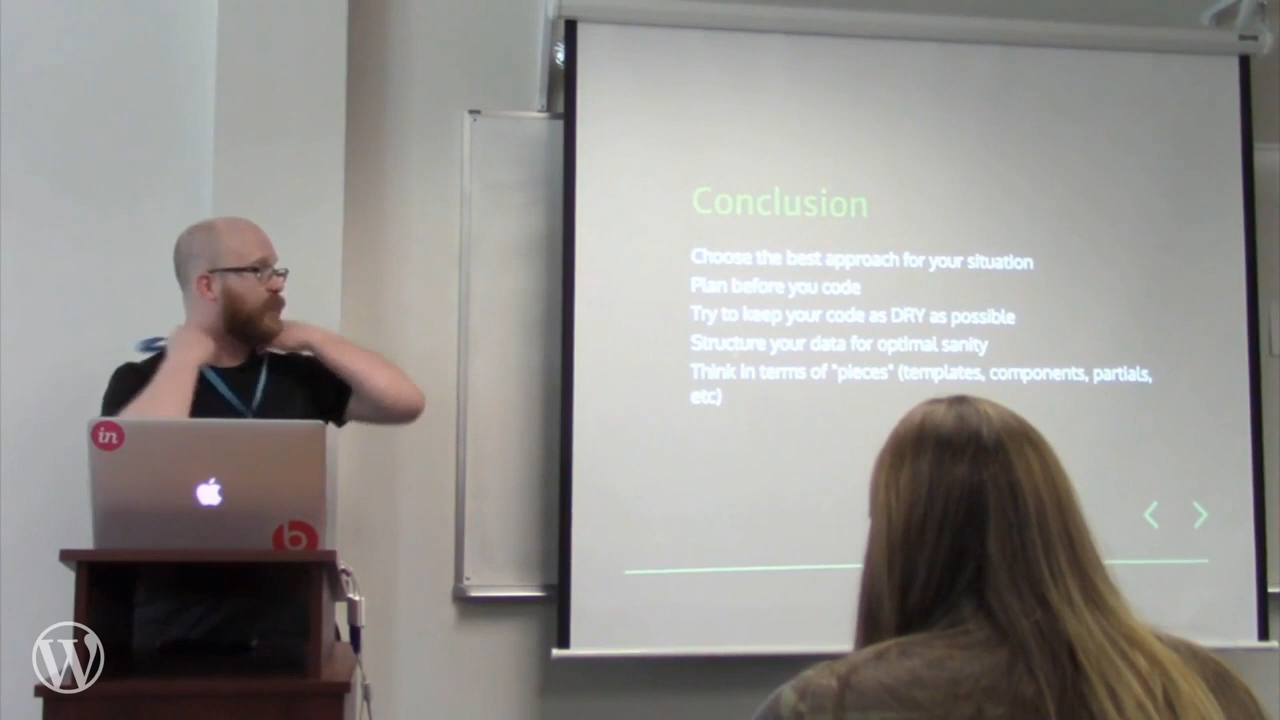 Conclusion
Choose the best approach for your situation
Plan before you code
Try to keep your code as DRY as possible
Structure your data for optimal sanity
Think in terms of "pieces" (templates, components, partials,
etc)
in
b
W